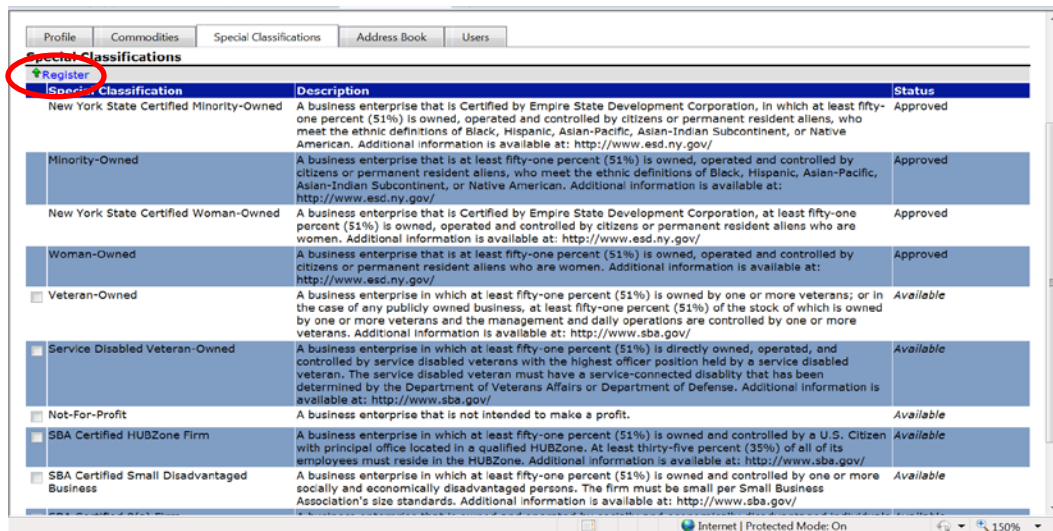 Profile Commodities Special Classifications Address Book Users
Special Classifications
Register
Special Classification Description Status
New York State Certified Minority-Owned A business enterprise that is Certified by Empire State Development Corporation, in which at least fifty- Approved
one percent (51%) is owned, operated and controlled by citizens or permanent resident aliens, who
meet the ethnic definitions of Black, Hispanic, Asian-Pacific, Asian-Indian Subcontinent, or Native
American. Additional information is available at: http://www.esd.ny.gov/
Minority-Owned A business enterprise that is at least fifty-one percent (51%) is owned, operated and controlled by Approved
citizens or permanent resident aliens, who meet the ethnic definitions of Black, Hispanic, Asian-Pacific,
Asian-Indian Subcontinent, or Native American. Additional information is available at:
http://www.esd.ny.gov/
New York State Certified Woman-Owned A business enterprise that is Certified by Empire State Development Corporation, at least fifty-one Approved
percent (51%) is owned, operated and controlled by citizens or permanent resident aliens who are
women. Additional information is available at: http://www.esd.ny.gov/
Woman-Owned A business enterprise that is at least fifty-one percent (51%) is owned, operated and controlled by Approved
citizens or permanent resident aliens who are women. Additional information is available at:
http://www.esd.ny.gov/
Veteran-Owned A business enterprise in which at least fifty-one percent (51%) is owned by one or more veterans; or in Available
the case of any publicly owned business, at least fifty-one percent (51%) of the stock of which is owned
by one or more veterans and the management and daily operations are controlled by one or more
veterans. Additional information is available at: http://www.sba.gov/
Service Disabled Veteran-Owned A business enterprise in which at least fifty-one percent (51%) is directly owned, operated, and Available
controlled by service disabled veterans with the highest officer position held by a service disabled
veteran. The service disabled veteran must have a service-connected disablity that has been
determined by the Department of Veterans Affairs or Department of Defense. Additional information is
available at: http://www.sba.gov/
Not-For-Profit A business enterprise that is not intended to make a profit. Available
SBA Certified HUBZone Firm A business enterprise in which at least fifty-one percent (51%) is owned and controlled by a U.S. Citizen Available
with principal office located in a qualified HUBZone. At least thirty-five percent (35%) of all of its
employees must reside in the HUBZone. Additional information is available at: http://www.sba.gov/
SBA Certified Small Disadvantaged A business enterprise in which at least fifty-one percent (51%) is owned and controlled by one or more Available
Business socially and economically disadvantaged persons. The firm must be small per Small Business
Association's size standards. Additional information is available at: http://www.sba.gov/
Internet | Protected Mode: On 150%